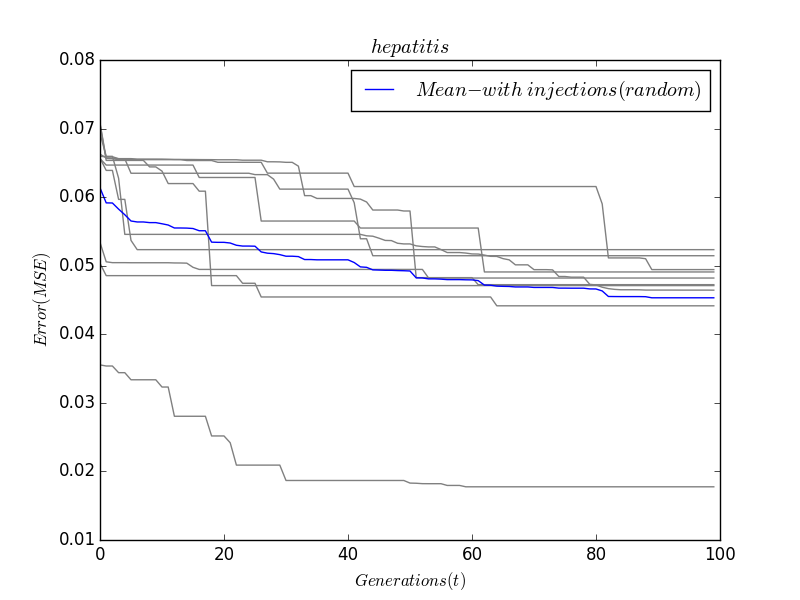 hepatitis
Mean−with injections(random)
0.08
0.07
0.06
0.05
0.04
0.03
0.02
0.01
Error(MSE)
0 20 40 60 80 100
Generations(t)